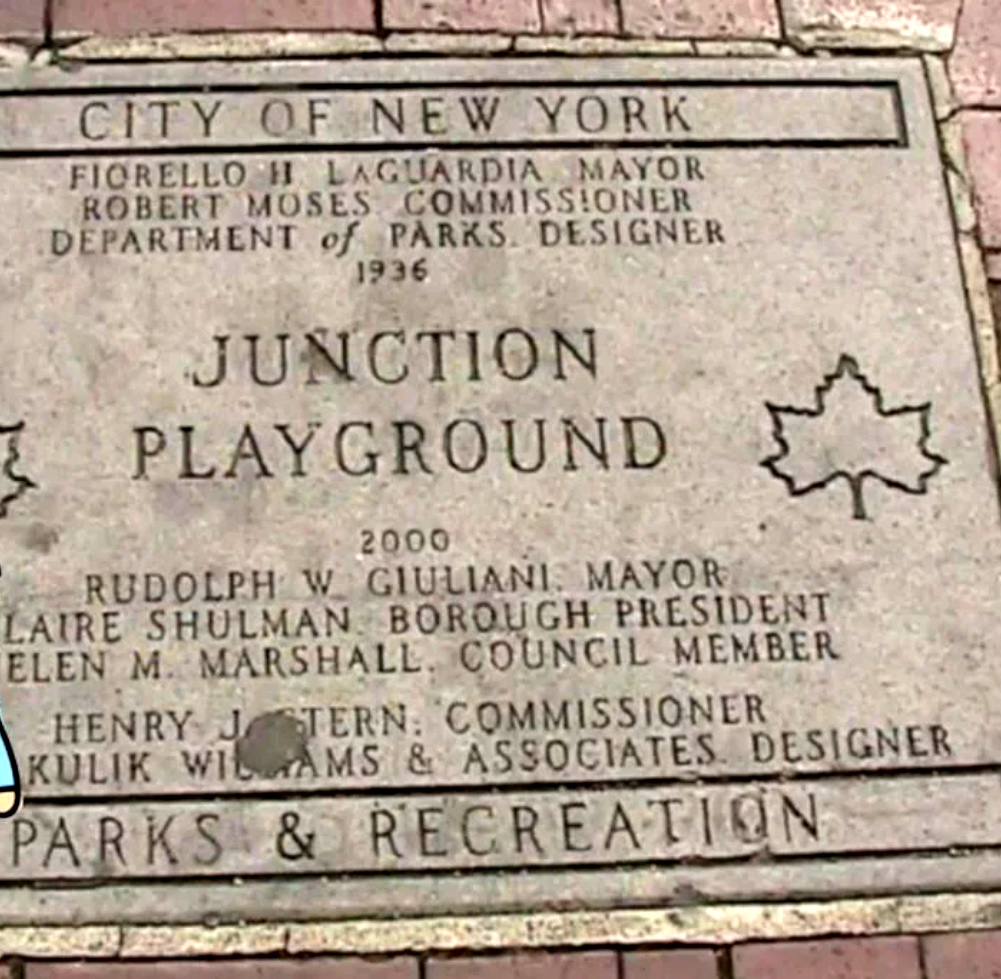 CITY OF NEW YORK
FIORELLO H LAGUARDIA MAYOR
ROBERT MOSES COMMISSIONER
DEPARTMENT of PARKS. DESIGNER
1936
JUNCTION
PLAYGROUND
2000
RUDOLPH W GIULIANI. MAYOR
LAIRE SHULMAN. BOROUGH PRESIDENT
ELEN M. MARSHALL. COUNCIL MEMBER
HENRY J. STERN. COMMISSIONER
KULIK WILLIAMS & ASSOCIATES. DESIGNER
PARKS & RECREATION